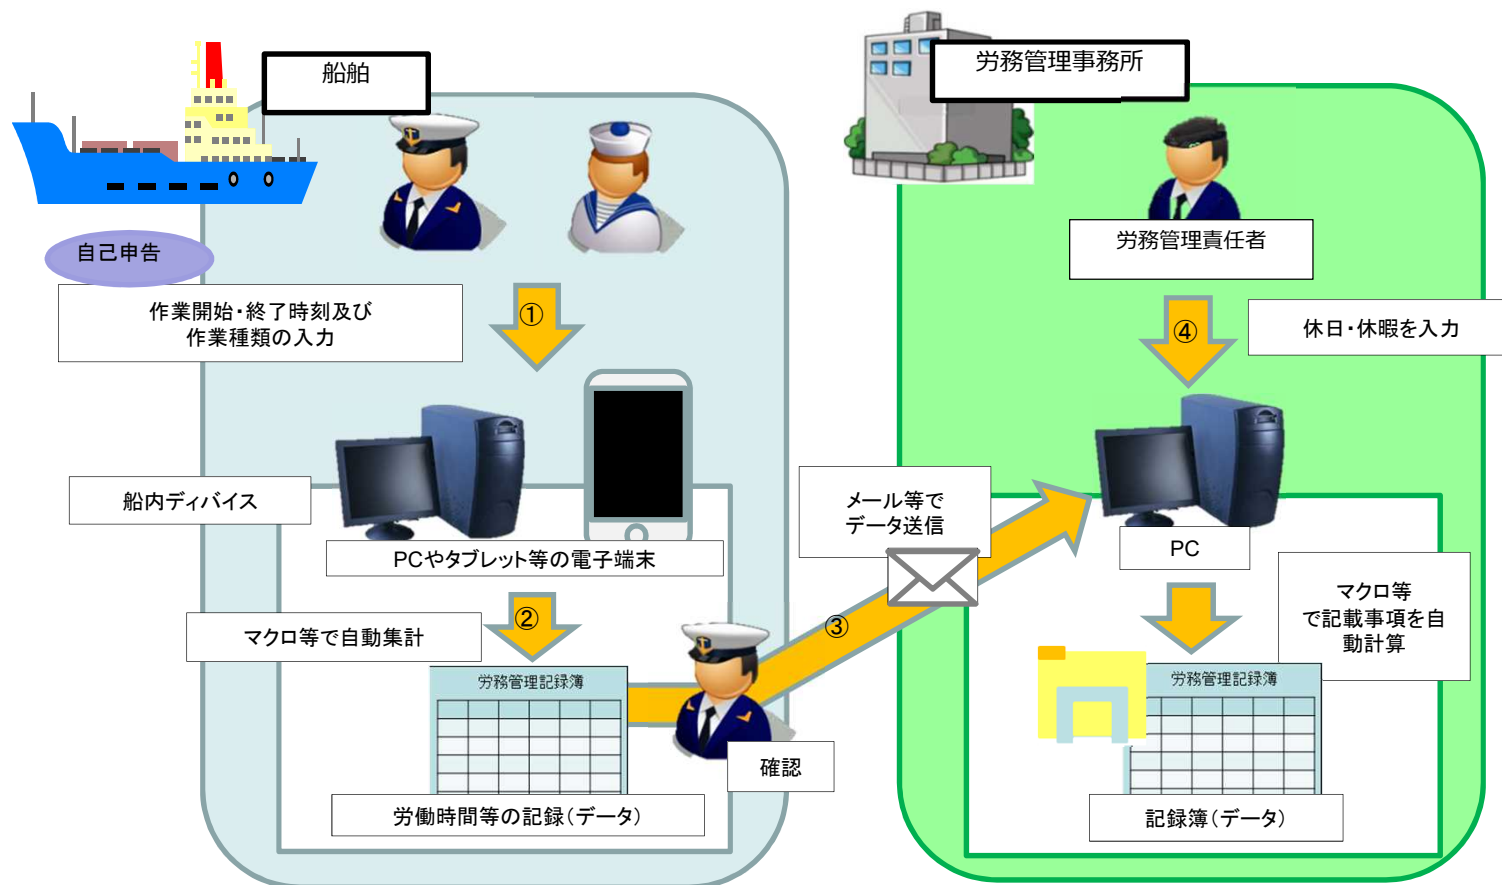 船舶
労務管理事務所
自己申告
作業開始・終了時刻及び
作業種類の入力
①
労務管理責任者
④
休日・休暇を入力
船内ディバイス
PCやタブレット等の電子端末
メール等で
データ送信
PC
マクロ等で自動集計
②
③
マクロ等
で記載事項を自
動計算
労務管理記録簿
労務管理記録簿
確認
労働時間等の記録（データ）
記録簿（データ）